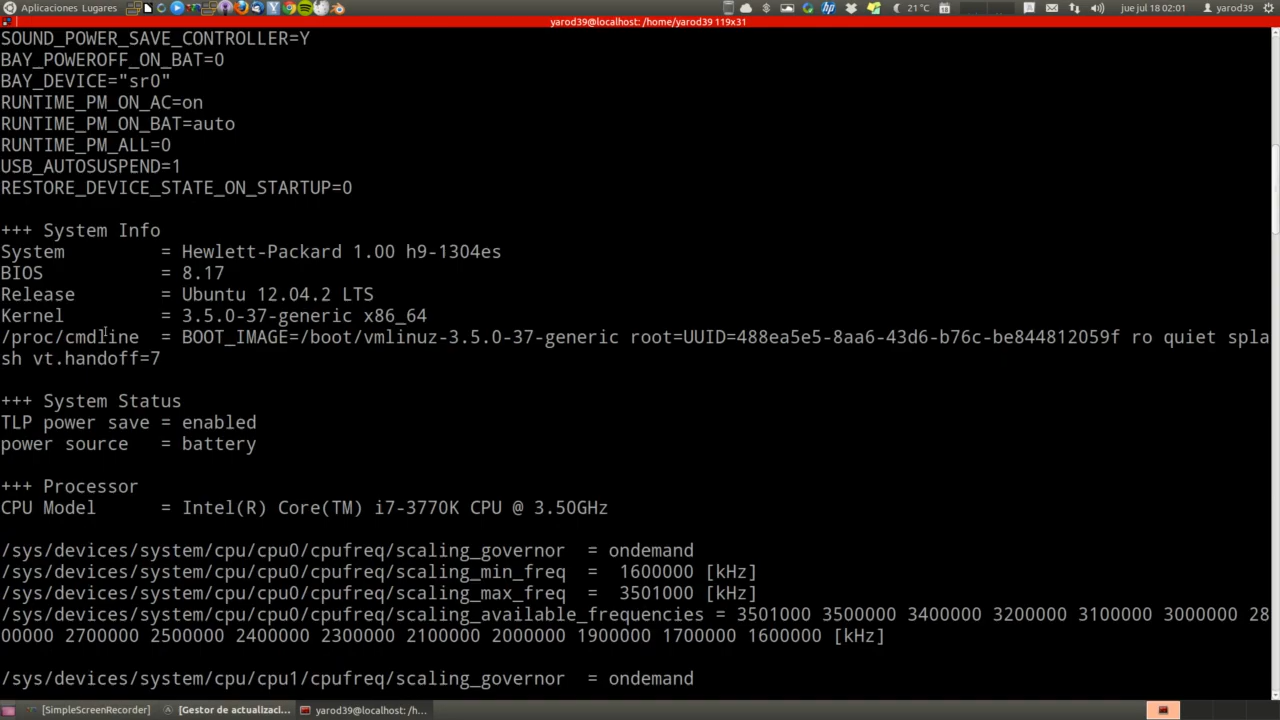 Aplicaciones Lugares
21 °C
jue jul 18 02:01
yarod39
yarod39@localhost: /home/yarod39 119x31
SOUND_POWER_SAVE_CONTROLLER=Y
BAY_POWEROFF_ON_BAT=0
BAY_DEVICE="sr0"
RUNTIME_PM_ON_AC=on
RUNTIME_PM_ON_BAT=auto
RUNTIME_PM_ALL=0
USB_AUTOSUSPEND=1
RESTORE_DEVICE_STATE_ON_STARTUP=0
+++ System Info
System = Hewlett-Packard 1.00 h9-1304es
BIOS = 8.17
Release = Ubuntu 12.04.2 LTS
Kernel = 3.5.0-37-generic x86_64
/proc/cmdline = BOOT_IMAGE=/boot/vmlinuz-3.5.0-37-generic root=UUID=488ea5e5-8aa6-43d6-b76c-be844812059f ro quiet spla
sh vt.handoff=7
+++ System Status
TLP power save = enabled
power source = battery
+++ Processor
CPU Model = Intel(R) Core(TM) i7-3770K CPU @ 3.50GHz
/sys/devices/system/cpu/cpu0/cpufreq/scaling_governor = ondemand
/sys/devices/system/cpu/cpu0/cpufreq/scaling_min_freq = 1600000 [kHz]
/sys/devices/system/cpu/cpu0/cpufreq/scaling_max_freq = 3501000 [kHz]
/sys/devices/system/cpu/cpu0/cpufreq/scaling_available_frequencies = 3501000 3500000 3400000 3200000 3100000 3000000 28
00000 2700000 2500000 2400000 2300000 2100000 2000000 1900000 1700000 1600000 [kHz]
/sys/devices/system/cpu/cpu1/cpufreq/scaling_governor = ondemand
[SimpleScreenRecorder]
[Gestor de actualizaci...
yarod39@localhost: /h...